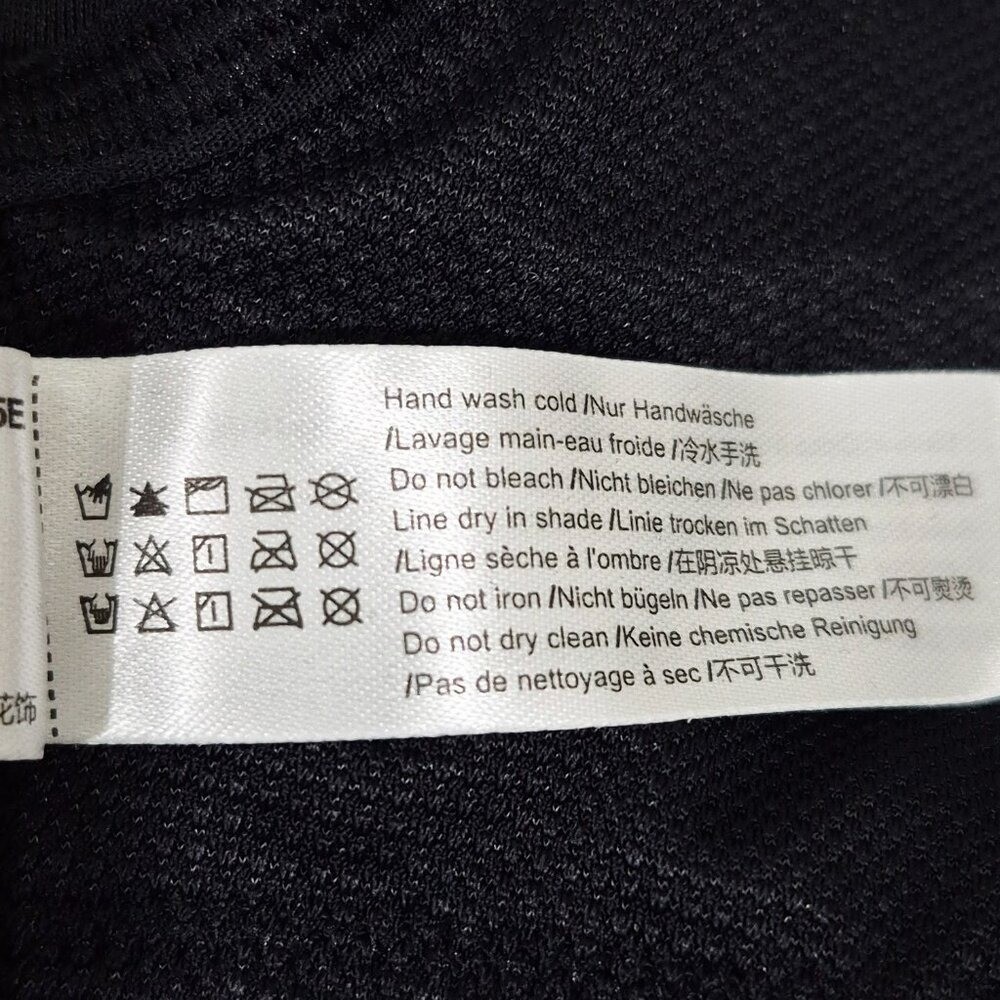 5E
Hand wash cold /Nur Handwäsche
/Lavage main-eau froide /冷水手洗
Do not bleach /Nicht bleichen /Ne pas chlorer /不可漂白
Line dry in shade /Linie trocken im Schatten
/Ligne sèche à l'ombre /在阴凉处悬挂晾干
Do not iron /Nicht bügeln /Ne pas repasser /不可熨烫
Do not dry clean /Keine chemische Reinigung
/Pas de nettoyage à sec /不可干洗
花饰